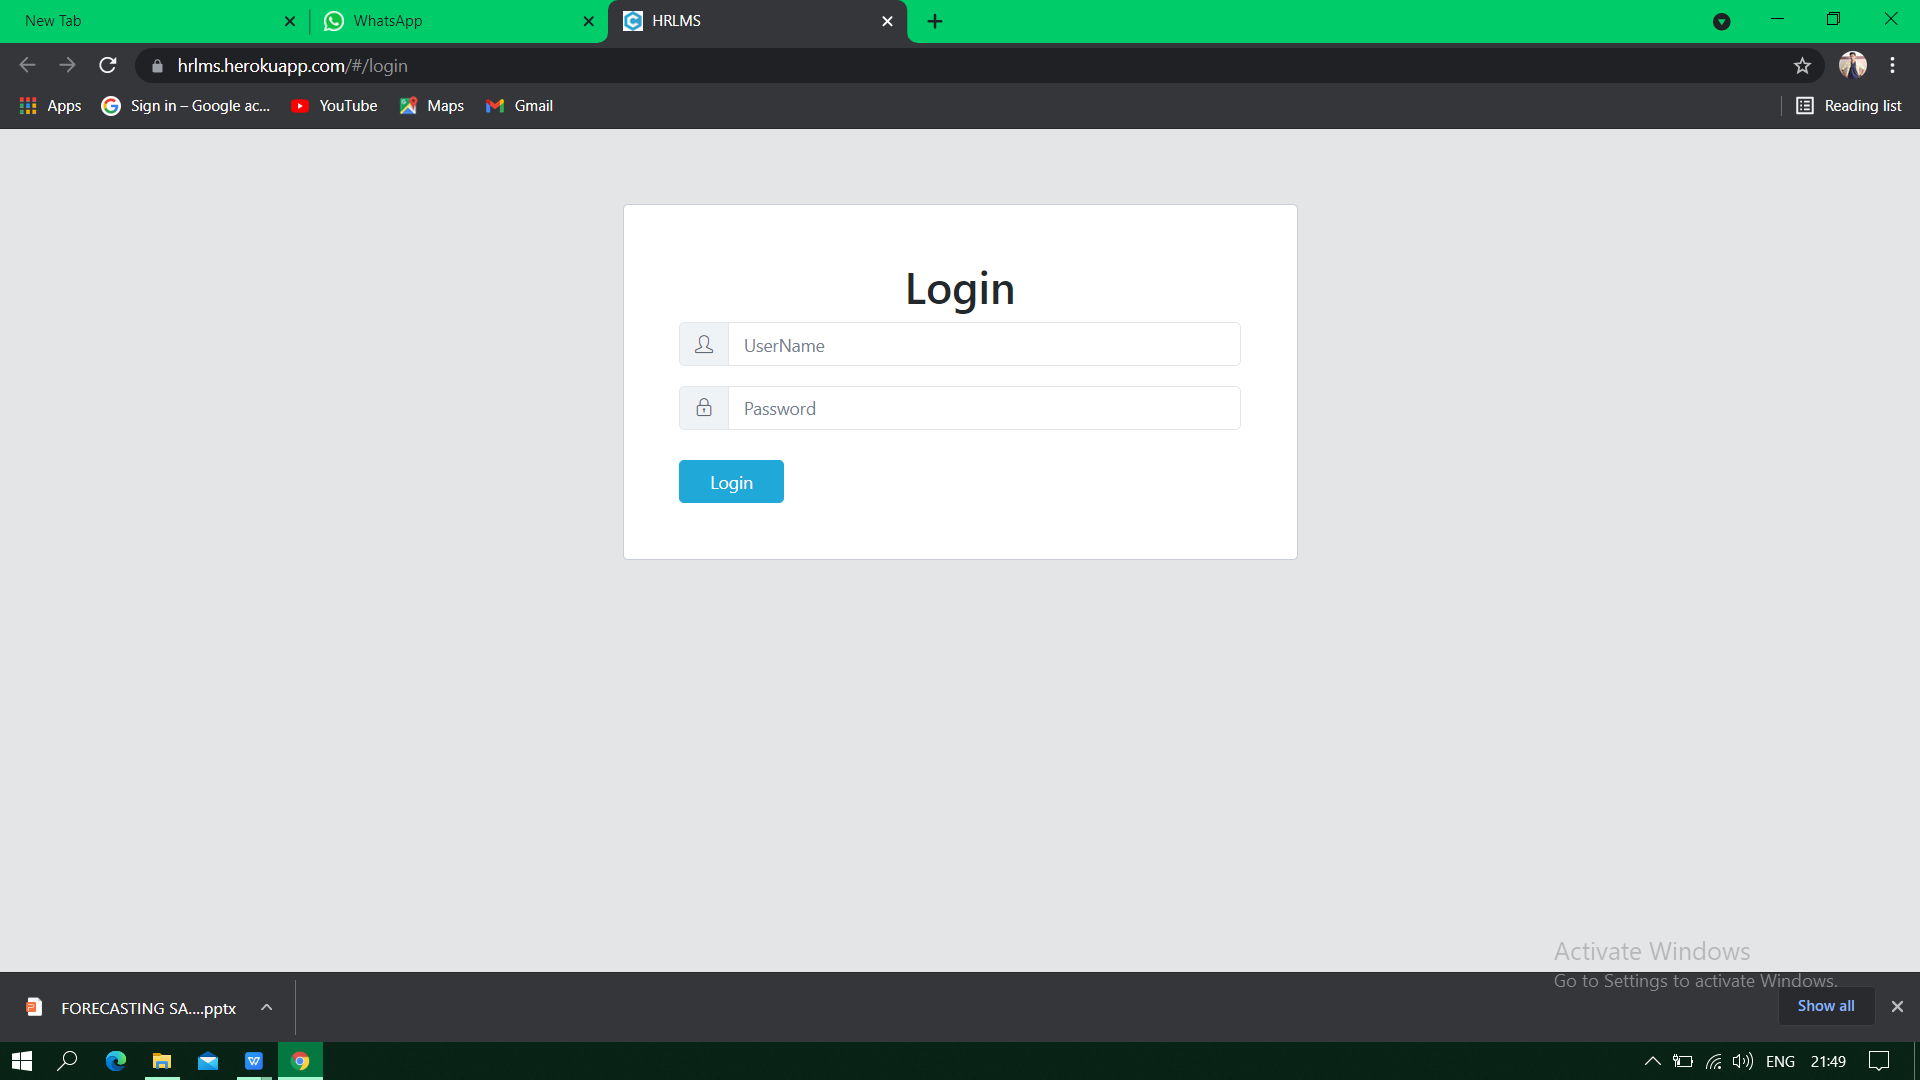 New Tab
WhatsApp
HRLMS
hrlms.herokuapp.com/#/login
Apps
Sign in – Google ac...
YouTube
Maps
Gmail
Reading list
Login
UserName
Password
Login
Activate Windows
Go to Settings to activate Windows.
FORECASTING SA....pptx
Show all
ENG
21:49